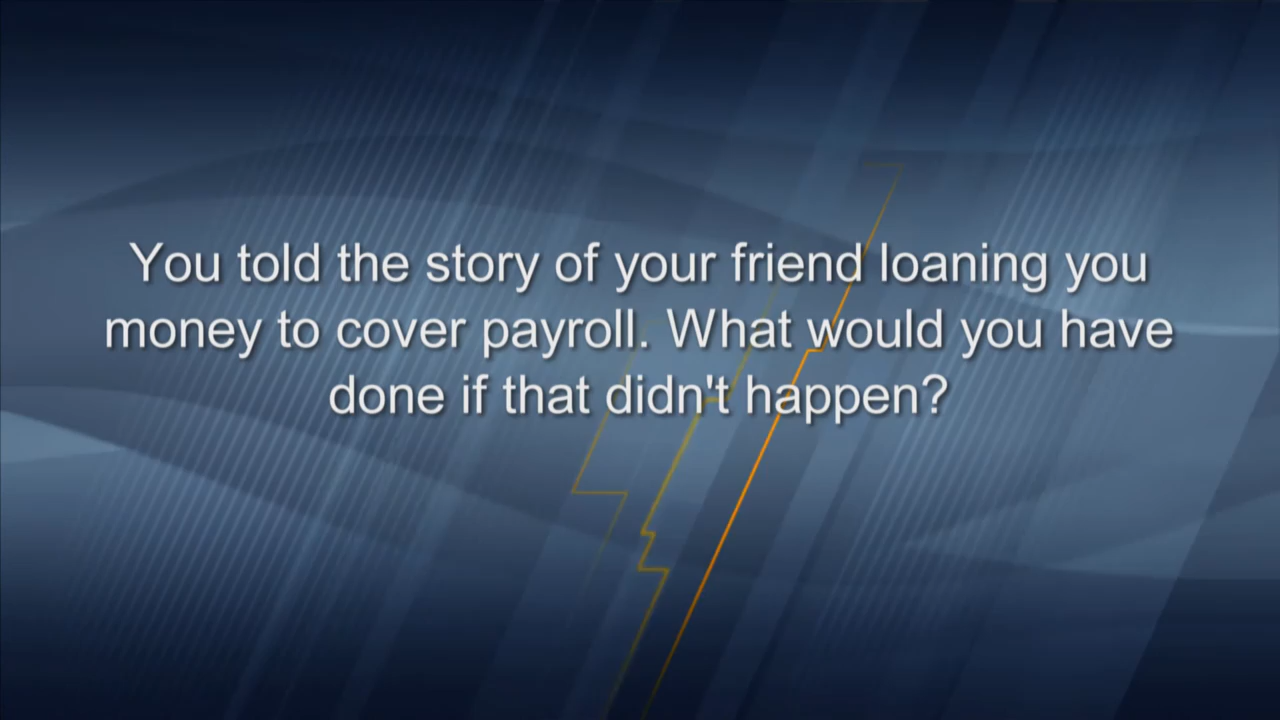 You told the story of your friend loaning you
money to cover payroll. What would you have
done if that didn't happen?